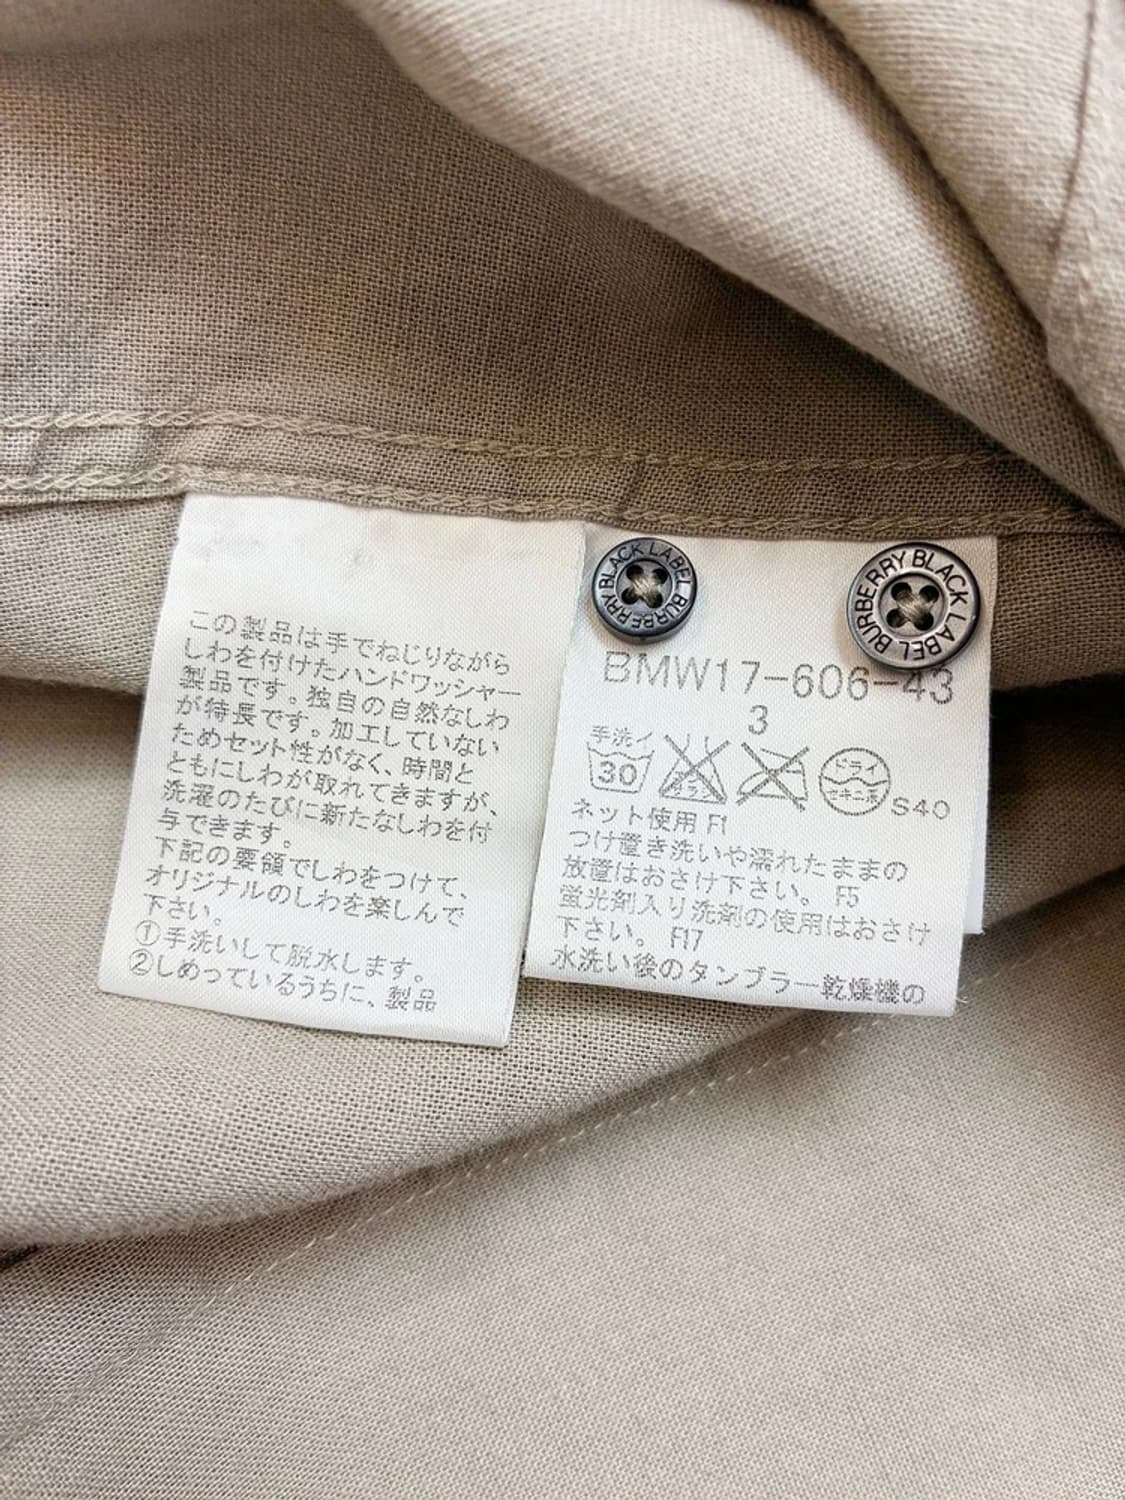 この製品は手でねじりながら
しわを付けたハンドワッシャー
製品です。独自の自然なしわ
が特長です。加工していない
ためセット性がなく、時間と
ともにしわが取れてきますが、
洗濯のたびに新たなしわを付
与できます。
下記の要領でしわをつけて、
オリジナルのしわを楽しんで
下さい。
①手洗いして脱水します。
②しめっているうちに、製品
BURBERRY BLACK LABEL
BURBERRY BLACK LABEL
BMW17-606-43
3
手洗イ
30
ドライ
S40
ネット使用 F1
つけ置き洗いや濡れたままの
放置はおさけ下さい。 F5
蛍光剤入り洗剤の使用はおさけ
下さい。 F17
水洗い後のタンブラー乾燥機の